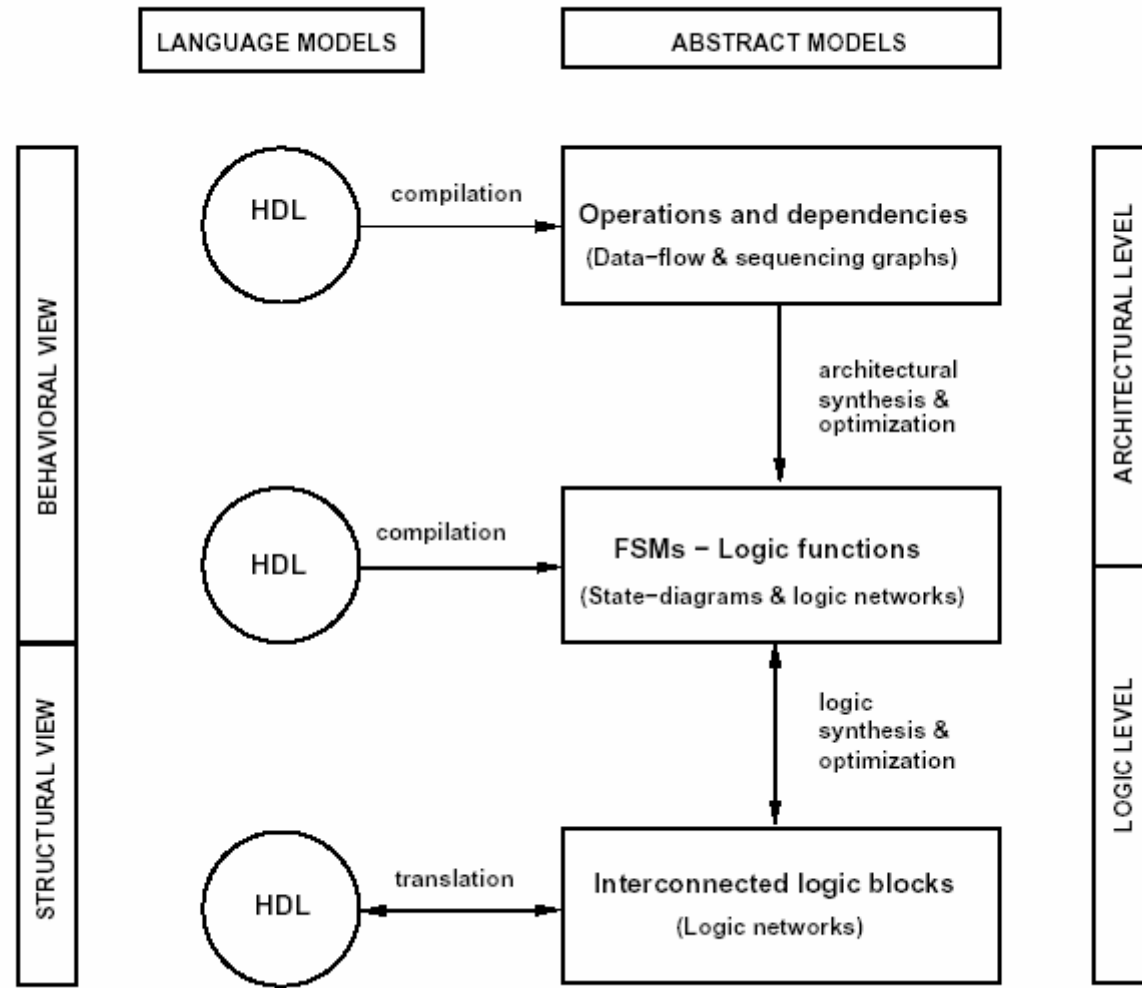 LANGUAGE MODELS
ABSTRACT MODELS
BEHAVIORAL VIEW
STRUCTURAL VIEW
HDL
compilation
Operations and dependencies
(Data−flow & sequencing graphs)
architectural
synthesis &
optimization
HDL
compilation
FSMs − Logic functions
(State−diagrams & logic networks)
logic
synthesis &
optimization
HDL
translation
Interconnected logic blocks
(Logic networks)
ARCHITECTURAL LEVEL
LOGIC LEVEL